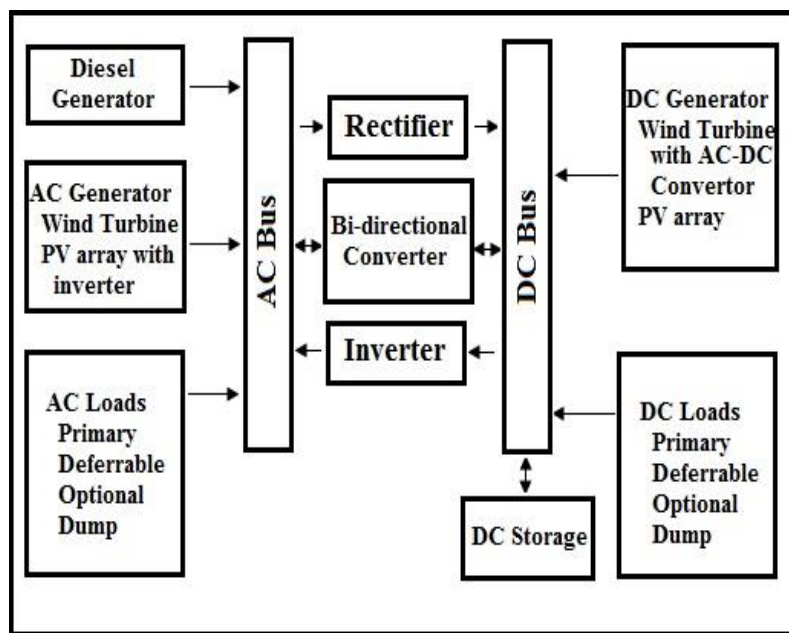 Diesel
Generator
AC Generator
Wind Turbine
PV array with
inverter
AC Loads
Primary
Deferrable
Optional
Dump
AC Bus
Rectifier
Bi-directional
Converter
Inverter
DC Bus
DC Storage
DC Generator
Wind Turbine
with AC-DC
Convertor
PV array
DC Loads
Primary
Deferrable
Optional
Dump